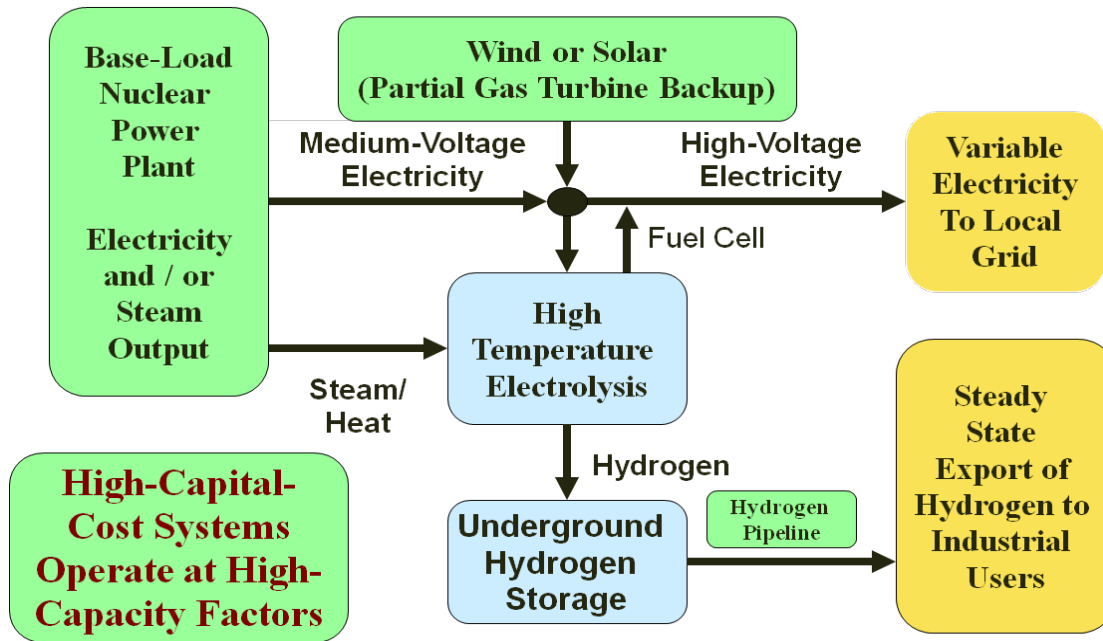 Base-Load
Nuclear
Power
Plant
Electricity
and / or
Steam
Output
Wind or Solar
(Partial Gas Turbine Backup)
Medium-Voltage
Electricity
High-Voltage
Electricity
Variable
Electricity
To Local
Grid
Fuel Cell
High
Temperature
Electrolysis
Steam/
Heat
Hydrogen
Underground
Hydrogen
Storage
Hydrogen
Pipeline
Steady
State
Export of
Hydrogen to
Industrial
Users
High-Capital-
Cost Systems
Operate at High-
Capacity Factors